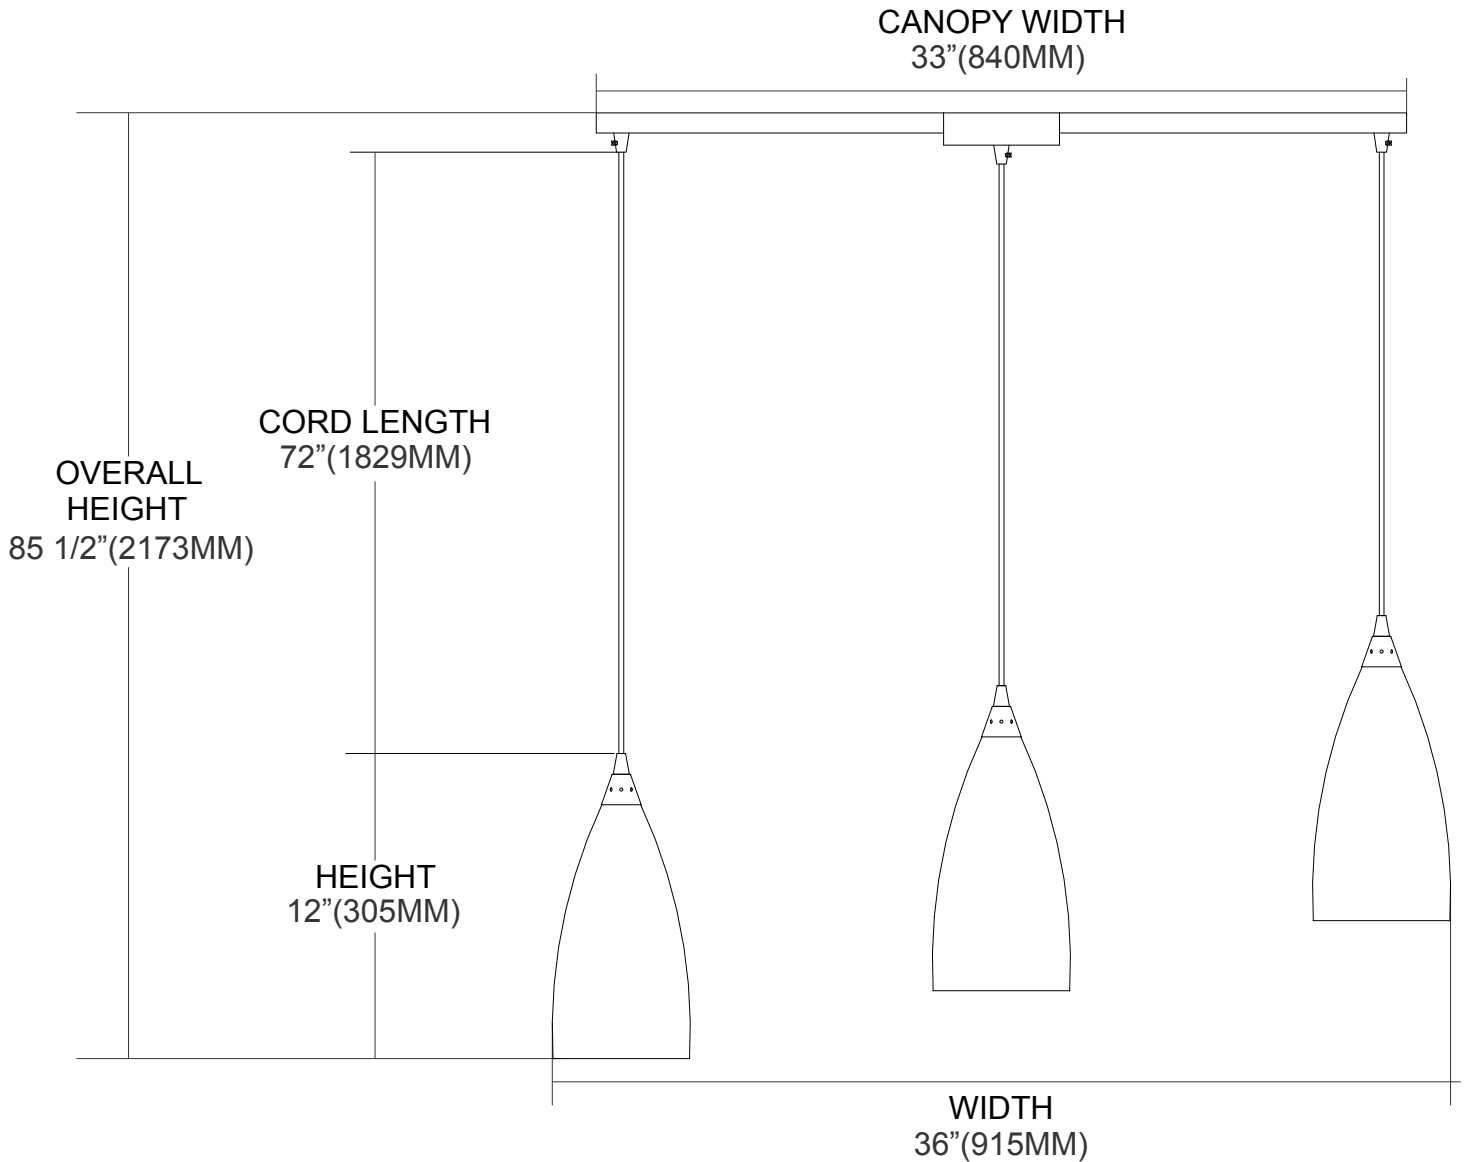 CANOPY WIDTH
33”(840MM)
CORD LENGTH
72”(1829MM)
OVERALL
HEIGHT
85 1/2”(2173MM)
HEIGHT
12”(305MM)
WIDTH
36”(915MM)